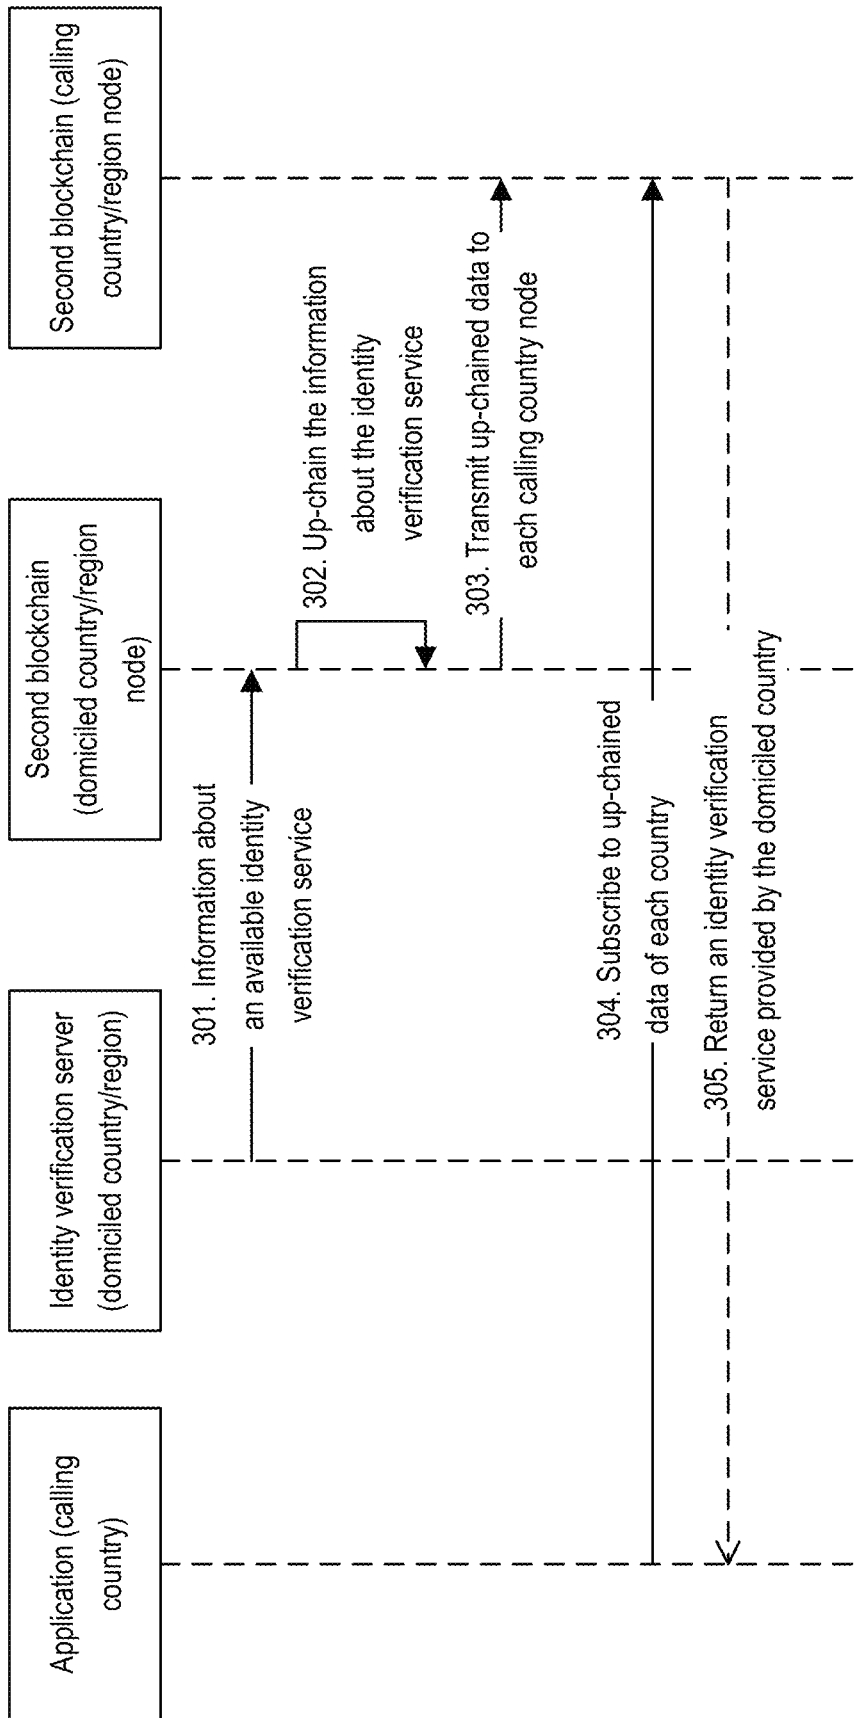 Application (calling
country)
Identity verification server
(domiciled country/region)
Second blockchain
(domiciled country/region
node)
Second blockchain (calling
country/region node)
301. Information about
an available identity
verification service
302. Up-chain the information
about the identity
verification service
303. Transmit up-chained data to
each calling country node
304. Subscribe to up-chained
data of each country
305. Return an identity verification
service provided by the domiciled country